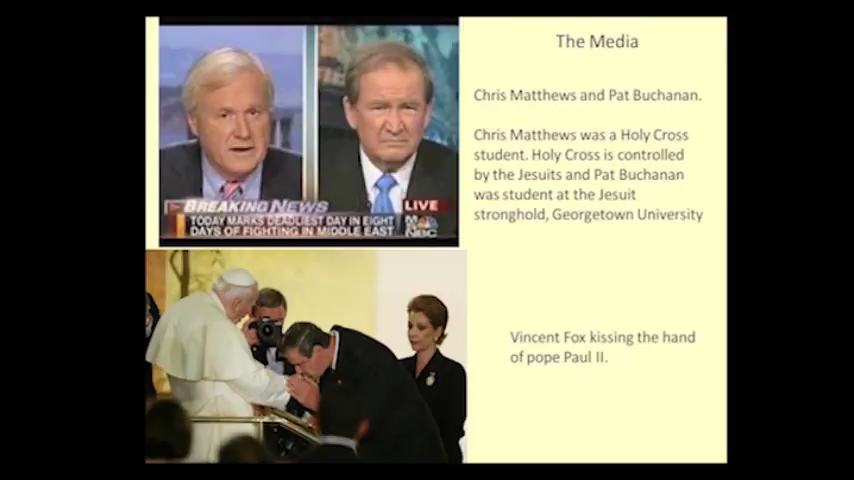 The Media
Chris Matthews and Pat Buchanan.
Chris Matthews was a Holy Cross
student. Holy Cross is controlled
by the Jesuits and Pat Buchanan
was student at the Jesuit
stronghold, Georgetown University
BREAKING NEWS
LIVE
TODAY MARKS DEADLIEST DAY IN EIGHT
DAYS OF FIGHTING IN MIDDLE EAST
MSNBC
Vincent Fox kissing the hand
of pope Paul II.